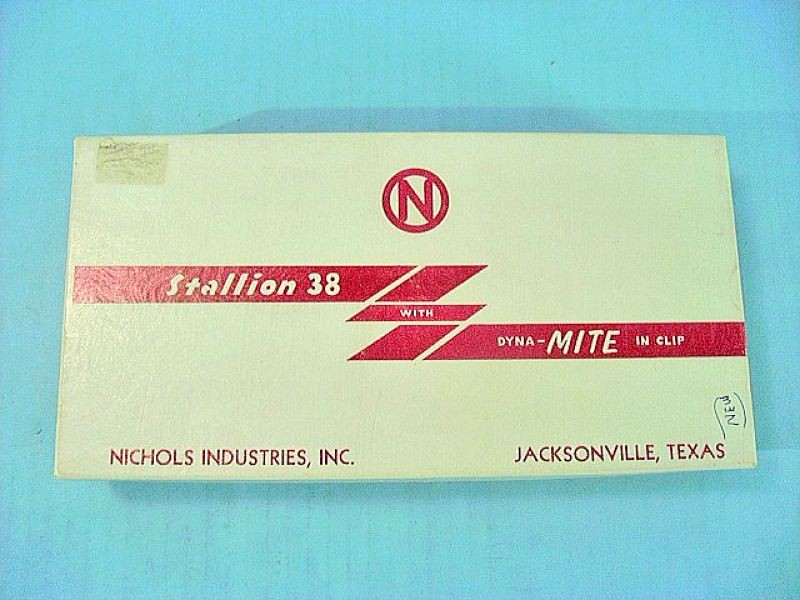 N
Stallion 38
WITH
DYNA-MITE IN CLIP
NEW
NICHOLS INDUSTRIES, INC.
JACKSONVILLE, TEXAS